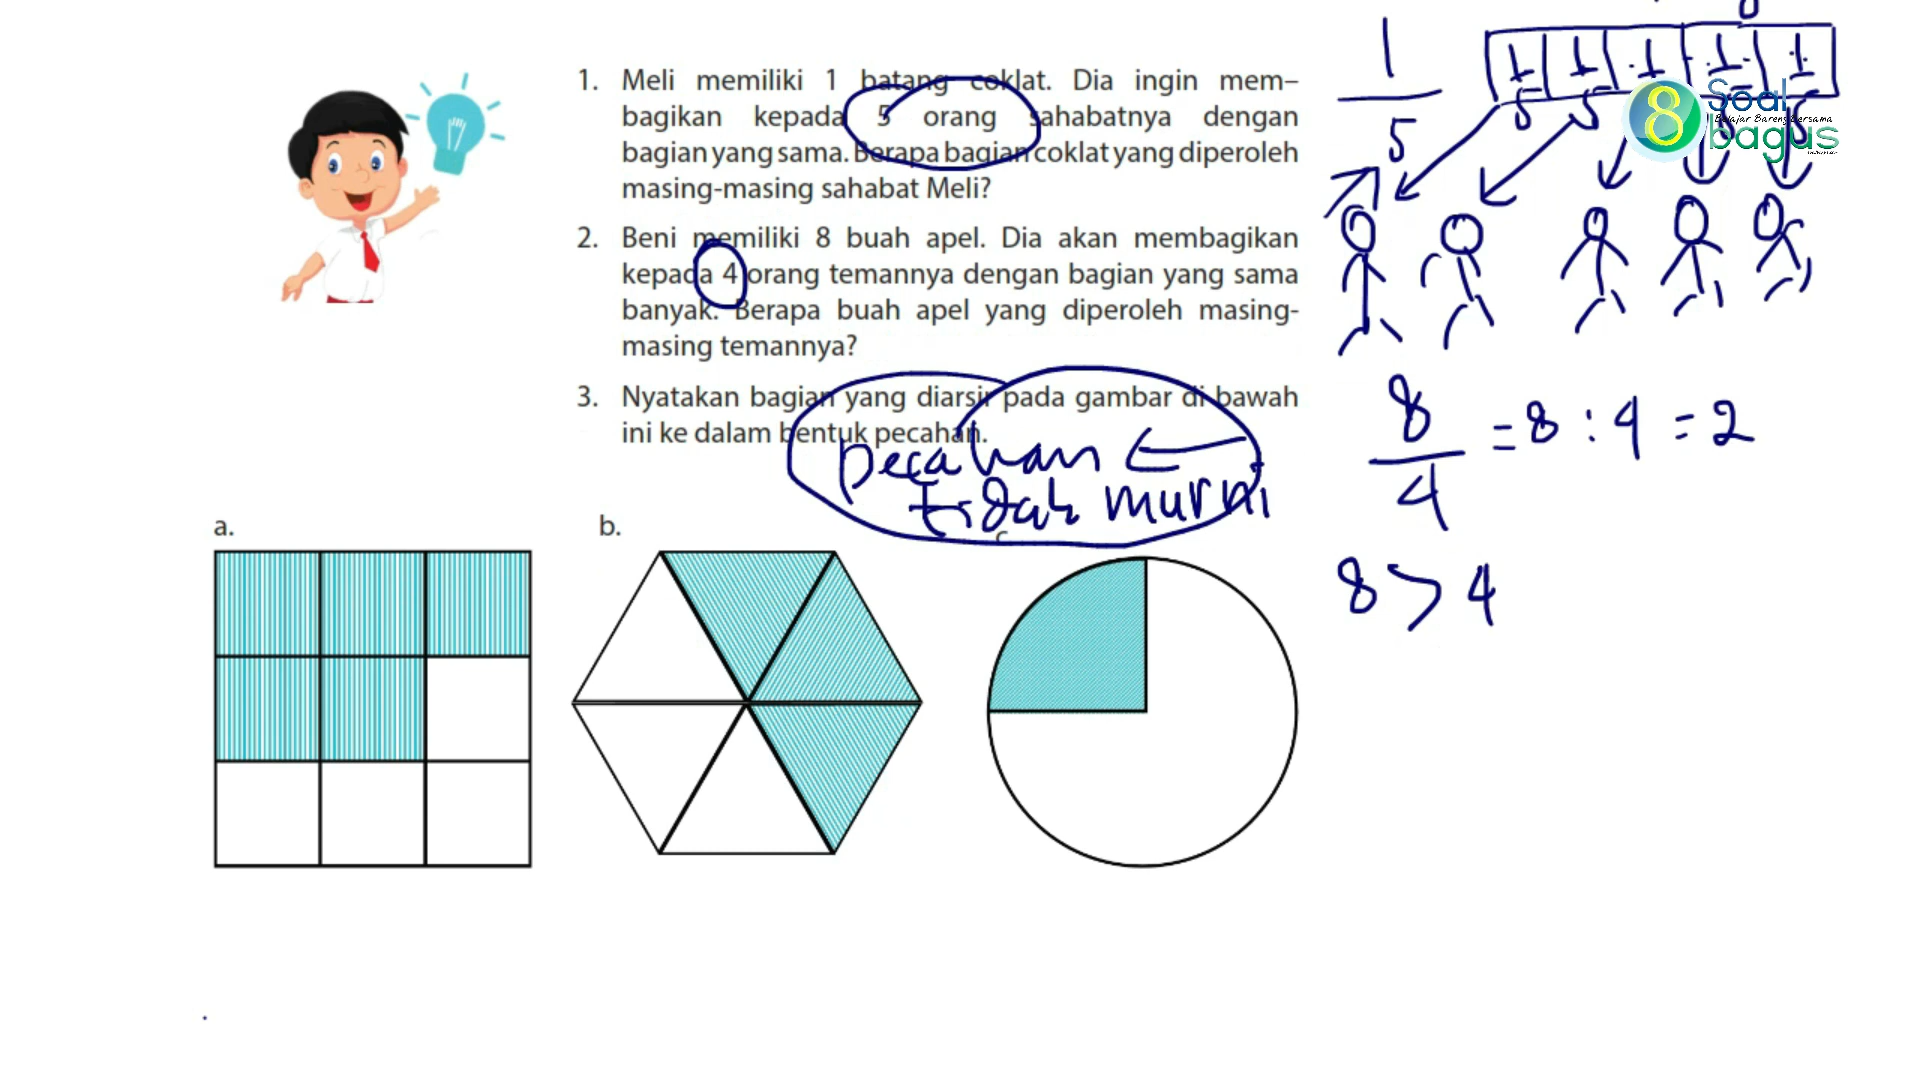 1. Meli memiliki 1 batang coklat. Dia ingin mem–
bagikan kepada 5 orang sahabatnya dengan
bagian yang sama. Berapa bagian coklat yang diperoleh
masing-masing sahabat Meli?
2. Beni memiliki 8 buah apel. Dia akan membagikan
kepada 4 orang temannya dengan bagian yang sama
banyak. Berapa buah apel yang diperoleh masing-
masing temannya?
3. Nyatakan bagian yang diarsir pada gambar di bawah
ini ke dalam bentuk pecahan.
pecahan
tidak murni
a.
b.
c
1
5
1 1 1 1 1
5 5
8
Soal
Belajar Bareng Bersama
bagus
8
4
= 8 : 4 = 2
8 > 4